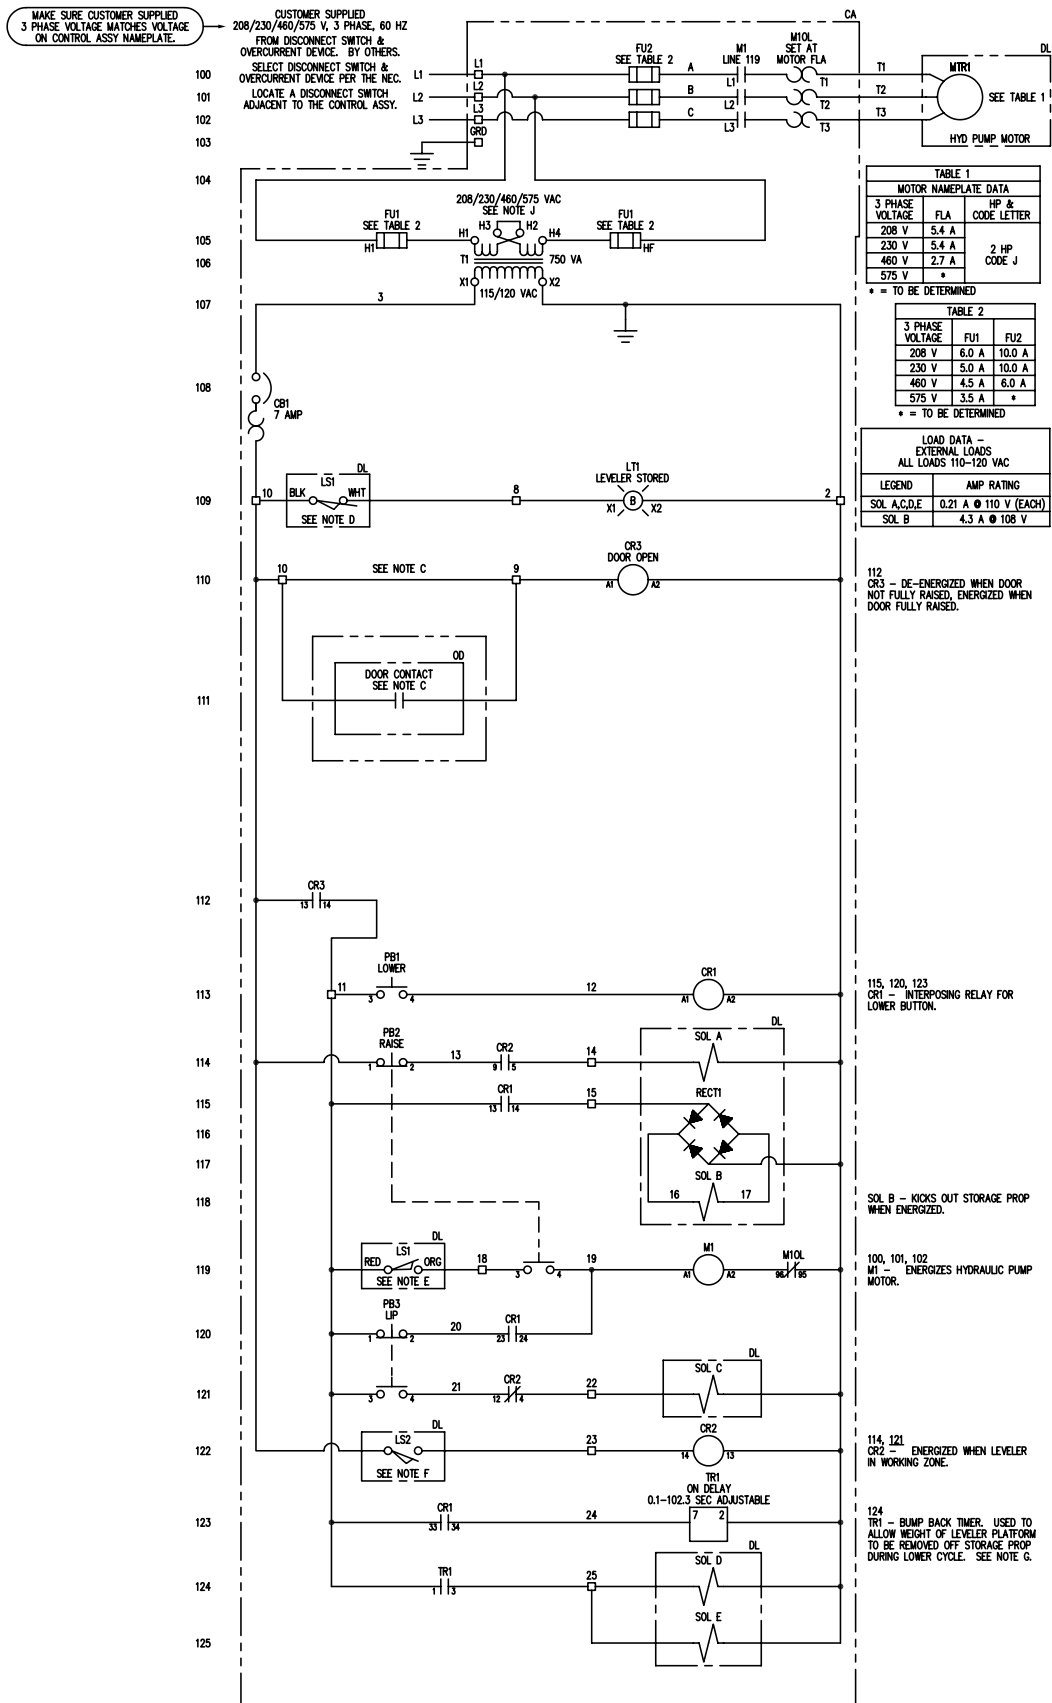 MAKE SURE CUSTOMER SUPPLIED
3 PHASE VOLTAGE MATCHES VOLTAGE
ON CONTROL ASSY NAMEPLATE.
CUSTOMER SUPPLIED
208/230/460/575 V, 3 PHASE, 60 HZ
FROM DISCONNECT SWITCH &
OVERCURRENT DEVICE. BY OTHERS.
SELECT DISCONNECT SWITCH &
OVERCURRENT DEVICE PER THE NEC.
LOCATE A DISCONNECT SWITCH
ADJACENT TO THE CONTROL ASSY.
CA
DL
FU2
SEE TABLE 2
M1
LINE 119
M1OL
SET AT
MOTOR FLA
100 L1 L1 A L1 T1 T1 MTR1
101 L2 L2 B L2 T2 T2 SEE TABLE 1
102 L3 L3 C L3 T3 T3
103 GRD HYD PUMP MOTOR
104
208/230/460/575 VAC
SEE NOTE J
FU1
SEE TABLE 2
H3 H2
FU1
SEE TABLE 2
105 H1 H1 H4 HF
106 T1 750 VA
X1 X2
115/120 VAC
107 3
108
CB1
7 AMP
TABLE 1
MOTOR NAMEPLATE DATA
3 PHASE VOLTAGE FLA HP & CODE LETTER
208 V 5.4 A
230 V 5.4 A 2 HP
460 V 2.7 A CODE J
575 V *
* = TO BE DETERMINED
TABLE 2
3 PHASE VOLTAGE FU1 FU2
208 V 6.0 A 10.0 A
230 V 5.0 A 10.0 A
460 V 4.5 A 6.0 A
575 V 3.5 A *
* = TO BE DETERMINED
LOAD DATA -
EXTERNAL LOADS
ALL LOADS 110-120 VAC
LEGEND AMP RATING
SOL A,C,D,E 0.21 A @ 110 V (EACH)
SOL B 4.3 A @ 108 V
DL
LS1
LT1
LEVELER STORED
109 10 BLK WHT 8 X1 B X2 2
SEE NOTE D
CR3
DOOR OPEN
110 10 SEE NOTE C 9 A1 A2
112
CR3 - DE-ENERGIZED WHEN DOOR
NOT FULLY RAISED, ENERGIZED WHEN
DOOR FULLY RAISED.
OD
DOOR CONTACT
SEE NOTE C
111
CR3
112 13 14
PB1
LOWER
CR1
113 11 3 4 12 A1 A2
115, 120, 123
CR1 - INTERPOSING RELAY FOR
LOWER BUTTON.
PB2
RAISE
DL
SOL A
114 1 2 13 CR2 9 5 14
RECT1
115 CR1 13 14 15
116
117
SOL B
118 16 17
SOL B - KICKS OUT STORAGE PROP
WHEN ENERGIZED.
DL
LS1
119 RED ORG 18 3 4 19 M1 A1 A2 M1OL 96 95
SEE NOTE E
100, 101, 102
M1 - ENERGIZES HYDRAULIC PUMP
MOTOR.
PB3
LIP
120 1 2 20 CR1 23 24
DL
SOL C
121 3 4 21 CR2 12 4 22
DL
LS2
CR2
122 23 14 13
SEE NOTE F
114, 121
CR2 - ENERGIZED WHEN LEVELER
IN WORKING ZONE.
TR1
ON DELAY
0.1-102.3 SEC ADJUSTABLE
123 CR1 33 34 24 7 2
124
TR1 - BUMP BACK TIMER. USED TO
ALLOW WEIGHT OF LEVELER PLATFORM
TO BE REMOVED OFF STORAGE PROP
DURING LOWER CYCLE. SEE NOTE G.
DL
SOL D
124 TR1 1 3 25
SOL E
125